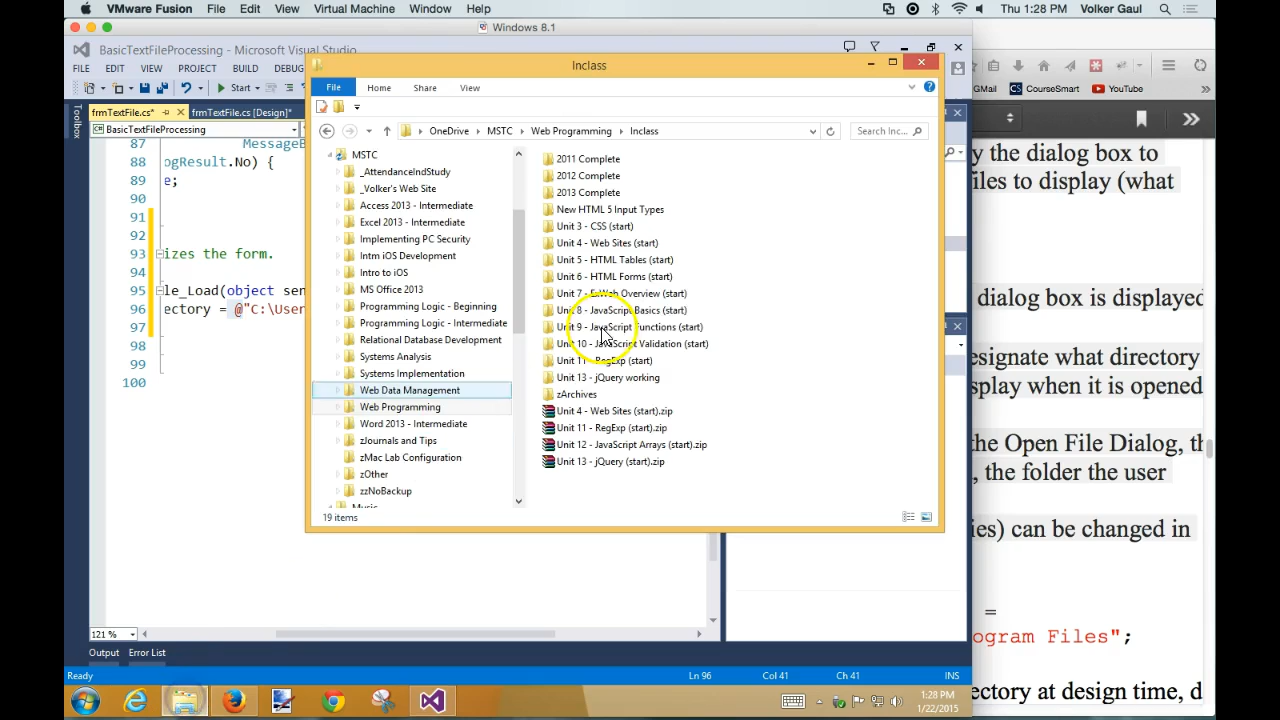 VMware Fusion File Edit View Virtual Machine Window Help Thu 1:28 PM Volker Gaul
Windows 8.1
BasicTextFileProcessing - Microsoft Visual Studio
FILE EDIT VIEW PROJECT BUILD DEBUG
Start
frmTextFile.cs* frmTextFile.cs [Design]*
BasicTextFileProcessing
Toolbox
87 MessageB
88 ogResult.No) {
89 e;
90
91
92
93 izes the form.
94
95 le_Load(object sen
96 ectory = @"C:\User
97
98
99
100
121 %
Output Error List
Ready Ln 96 Col 41 Ch 41 INS
Inclass
File Home Share View
OneDrive MSTC Web Programming Inclass
Search Inc...
MSTC
_AttendanceIndStudy
_Volker's Web Site
Access 2013 - Intermediate
Excel 2013 - Intermediate
Implementing PC Security
Intm iOS Development
Intro to iOS
MS Office 2013
Programming Logic - Beginning
Programming Logic - Intermediate
Relational Database Development
Systems Analysis
Systems Implementation
Web Data Management
Web Programming
Word 2013 - Intermediate
zJournals and Tips
zMac Lab Configuration
zOther
zzNoBackup
Music
2011 Complete
2012 Complete
2013 Complete
New HTML 5 Input Types
Unit 3 - CSS (start)
Unit 4 - Web Sites (start)
Unit 5 - HTML Tables (start)
Unit 6 - HTML Forms (start)
Unit 7 - ExWeb Overview (start)
Unit 8 - JavaScript Basics (start)
Unit 9 - JavaScript Functions (start)
Unit 10 - JavaScript Validation (start)
Unit 11 - RegExp (start)
Unit 13 - jQuery working
zArchives
Unit 4 - Web Sites (start).zip
Unit 11 - RegExp (start).zip
Unit 12 - JavaScript Arrays (start).zip
Unit 13 - jQuery (start).zip
19 items
GMail CourseSmart YouTube
y the dialog box to
iles to display (what
dialog box is displayed
esignate what directory
splay when it is opened
the Open File Dialog, th
, the folder the user
ies) can be changed in
=
ogram Files";
ectory at design time, d
1:28 PM
1/22/2015